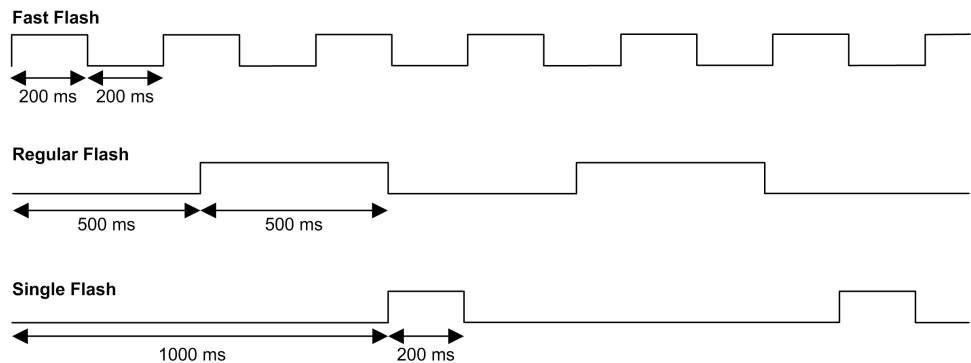 Fast Flash
200 ms 200 ms
Regular Flash
500 ms 500 ms
Single Flash
1000 ms 200 ms